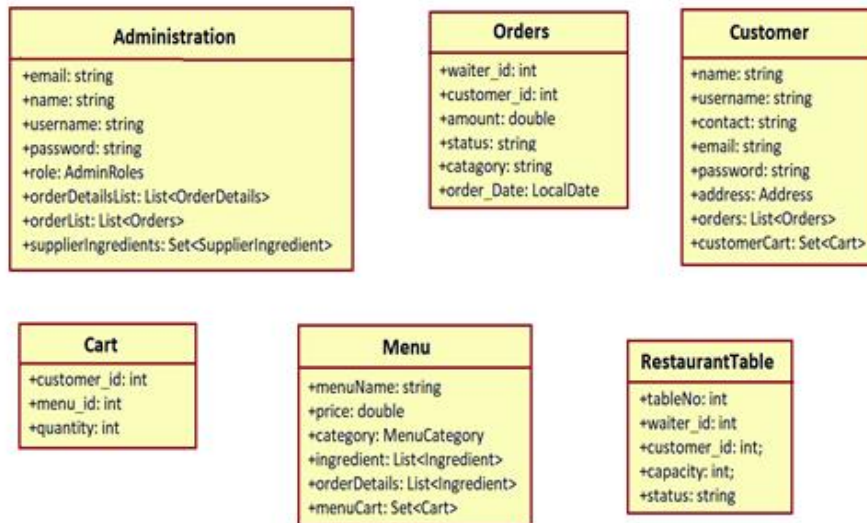 Administration
+email: string
+name: string
+username: string
+password: string
+role: AdminRoles
+orderDetailsList: List<OrderDetails>
+orderList: List<Orders>
+supplierIngredients: Set<SupplierIngredient>
Orders
+waiter_id: int
+customer_id: int
+amount: double
+status: string
+catagory: string
+order_Date: LocalDate
Customer
+name: string
+username: string
+contact: string
+email: string
+password: string
+address: Address
+orders: List<Orders>
+customerCart: Set<Cart>
Cart
+customer_id: int
+menu_id: int
+quantity: int
Menu
+menuName: string
+price: double
+category: MenuCategory
+ingredient: List<Ingredient>
+orderDetails: List<Ingredient>
+menuCart: Set<Cart>
RestaurantTable
+tableNo: int
+waiter_id: int
+customer_id: int;
+capacity: int;
+status: string